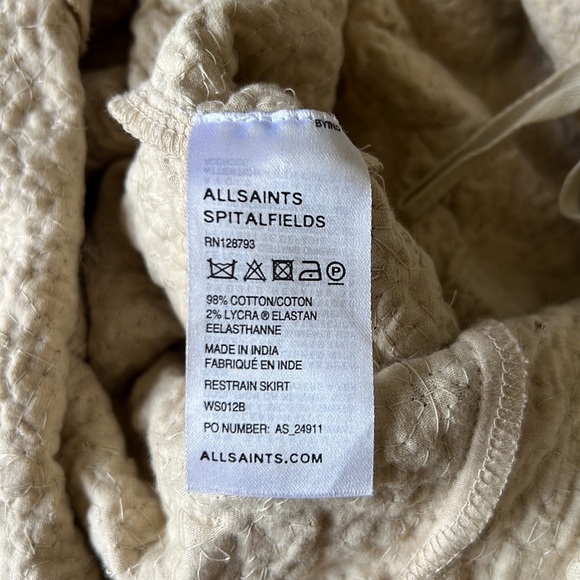 ALLSAINTS
SPITALFIELDS
RN128793
P
98% COTTON/COTON
2% LYCRA ® ELASTAN
EELASTHANNE
MADE IN INDIA
FABRIQUÉ EN INDE
RESTRAIN SKIRT
WS012B
PO NUMBER: AS_24911
ALLSAINTS.COM